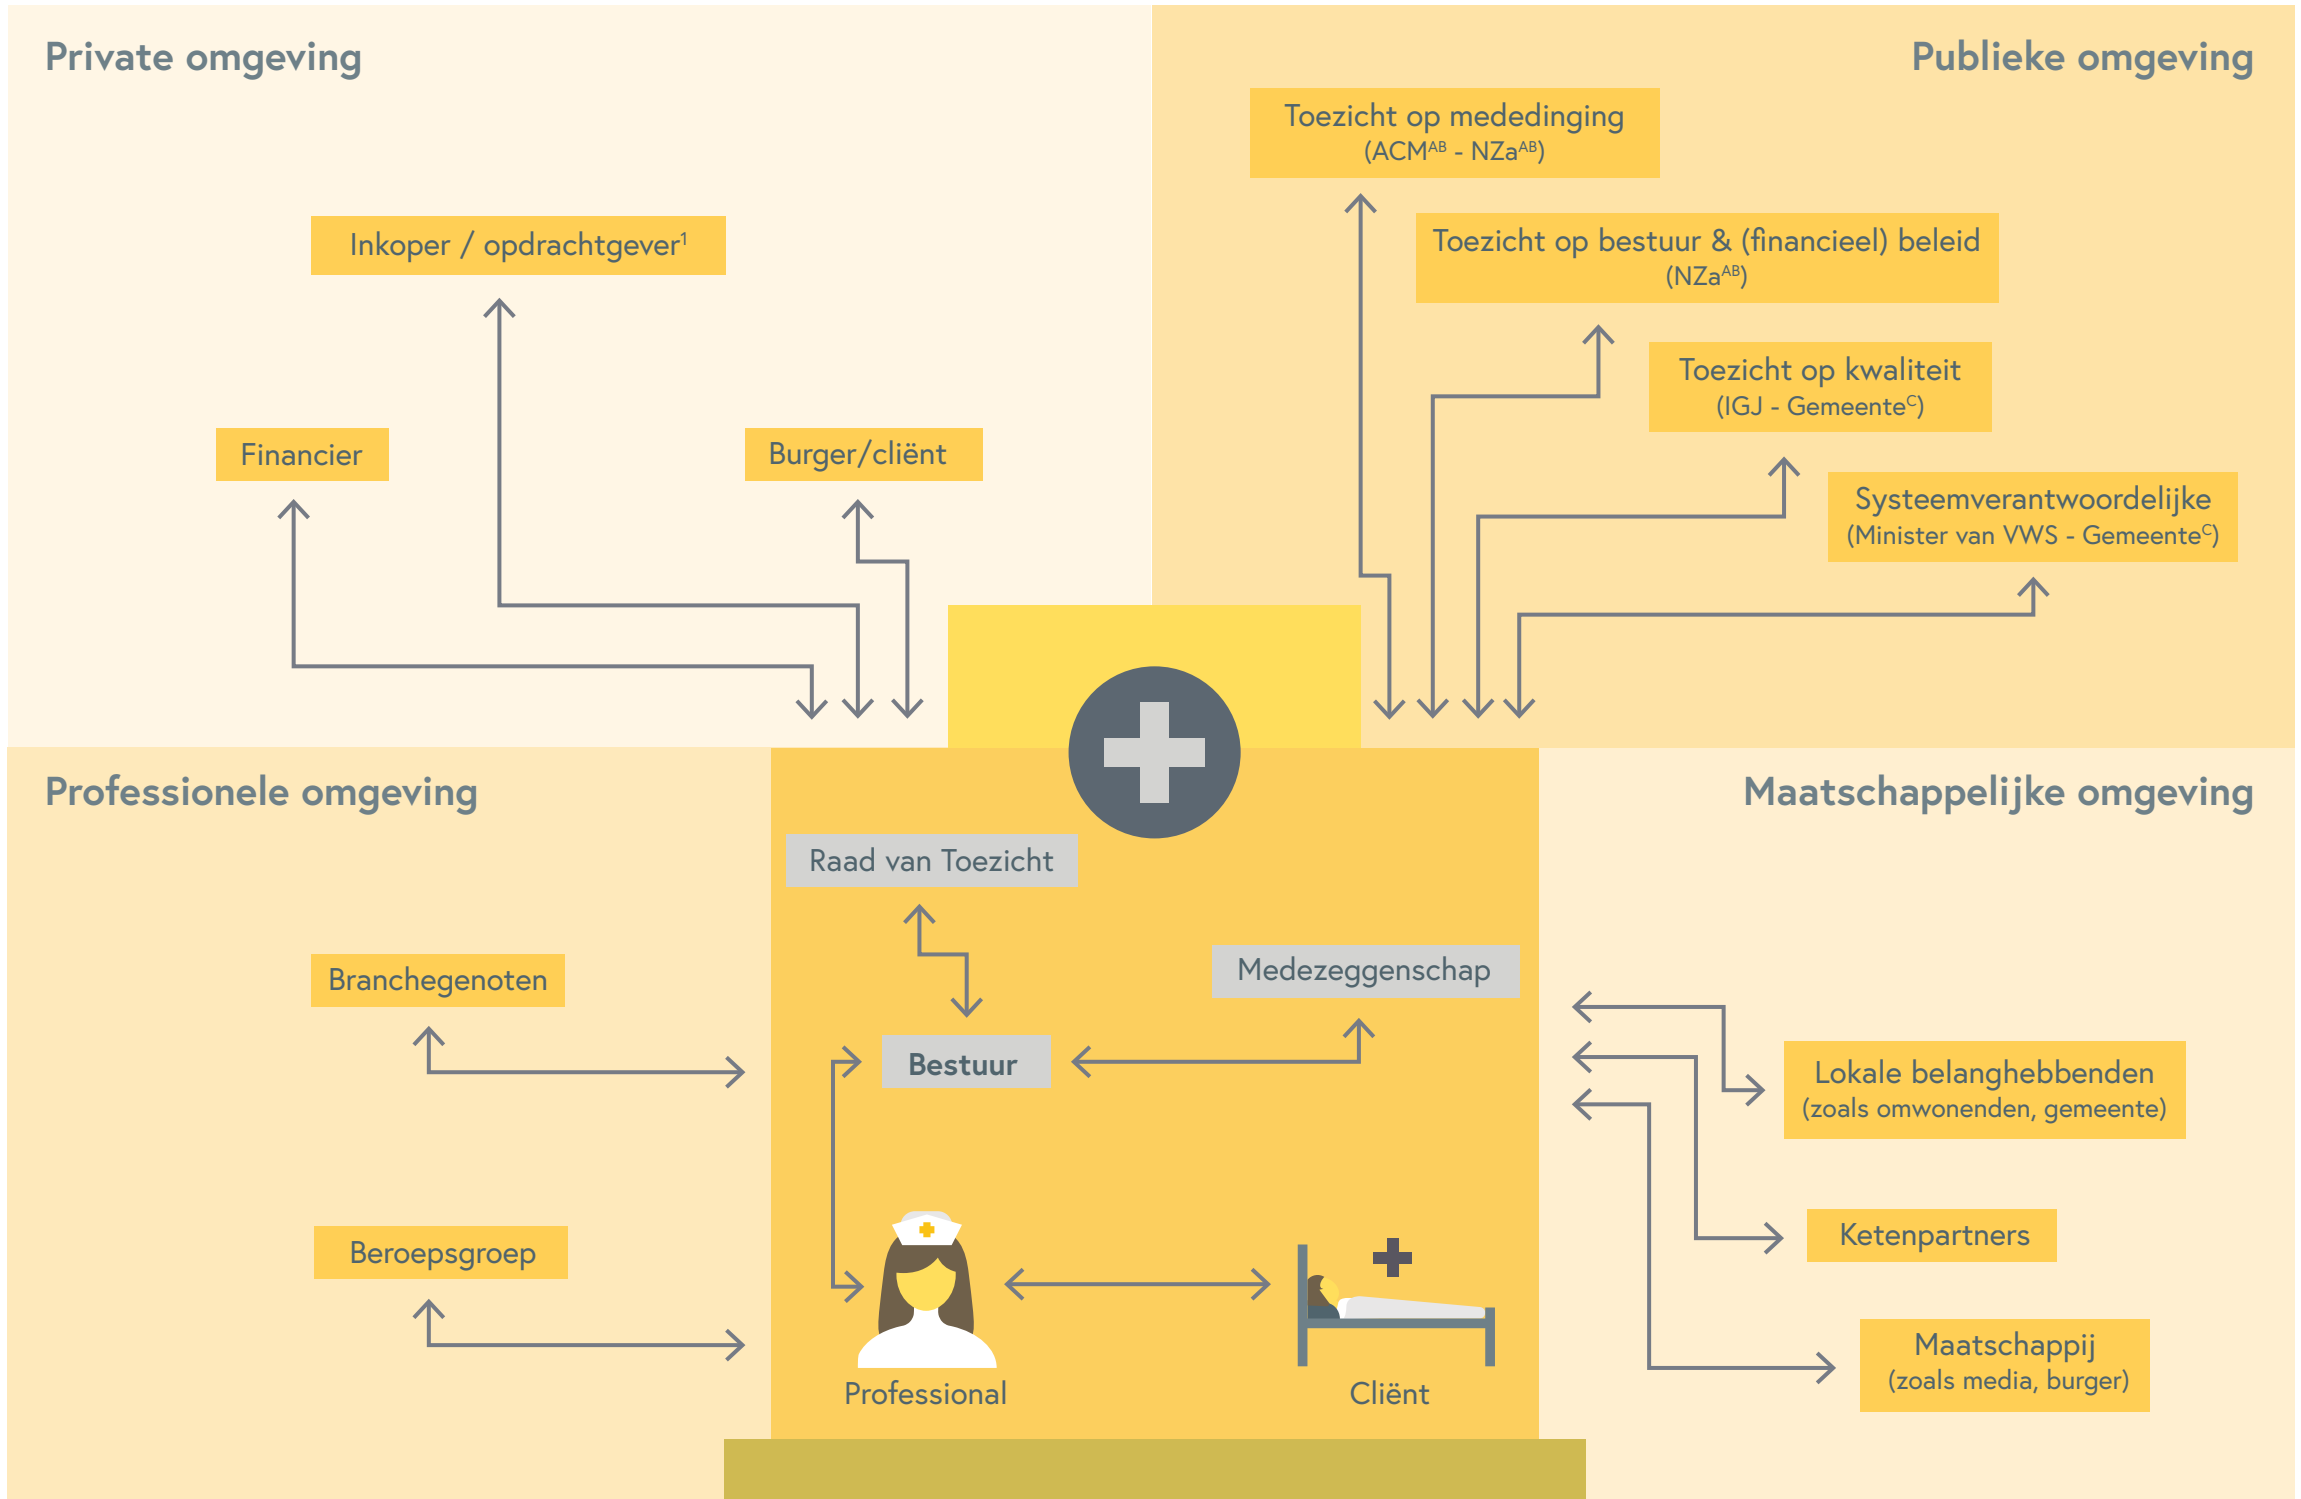 Private omgeving
Publieke omgeving
Toezicht op mededinging
(ACMᴬᴮ - NZaᴬᴮ)
Inkoper / opdrachtgever¹
Toezicht op bestuur & (financieel) beleid
(NZaᴬᴮ)
Toezicht op kwaliteit
(IGJ - Gemeenteᶜ)
Financier
Burger/cliënt
Systeemverantwoordelijke
(Minister van VWS - Gemeenteᶜ)
Professionele omgeving
Maatschappelijke omgeving
Raad van Toezicht
Branchegenoten
Medezeggenschap
Bestuur
Lokale belanghebbenden
(zoals omwonenden, gemeente)
Beroepsgroep
Ketenpartners
Maatschappij
(zoals media, burger)
Professional
Cliënt